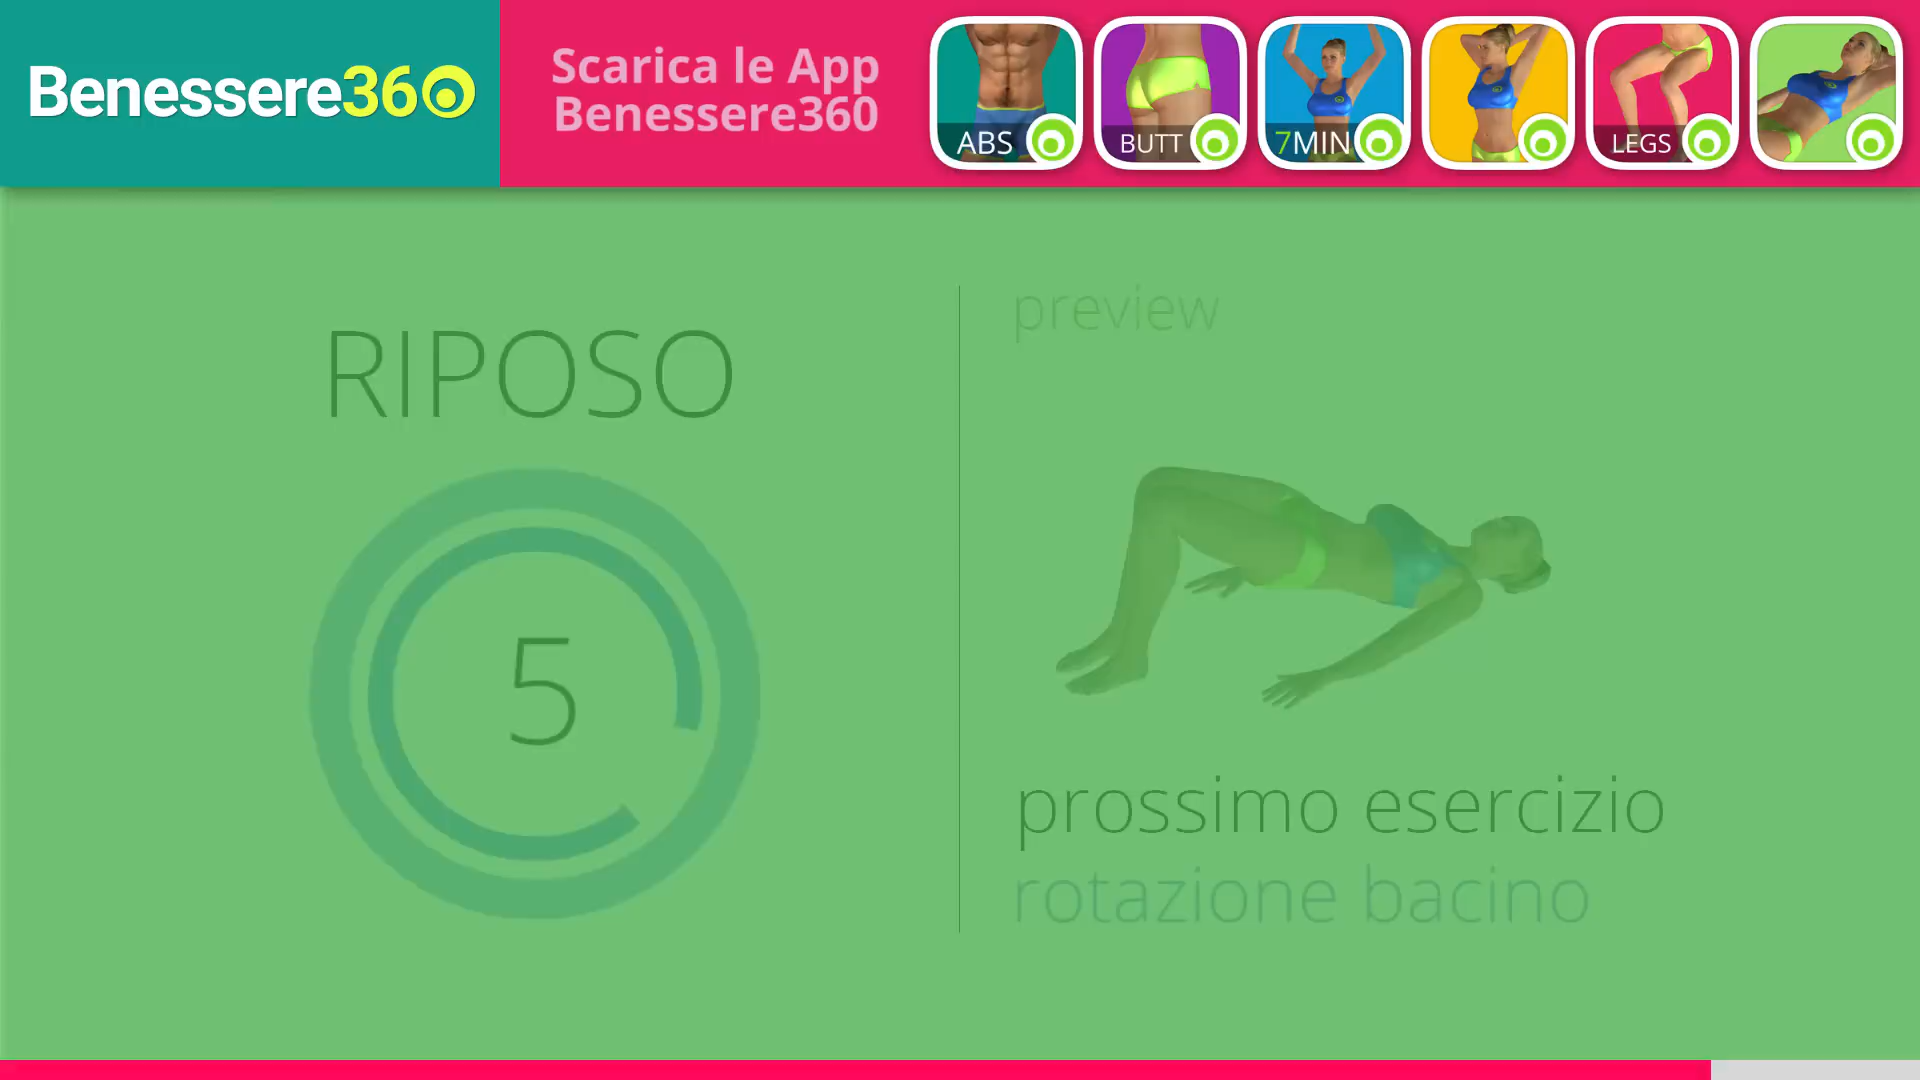 Benessere360
Scarica le App
Benessere360
ABS
BUTT
7MIN
LEGS
RIPOSO
5
preview
prossimo esercizio
rotazione bacino